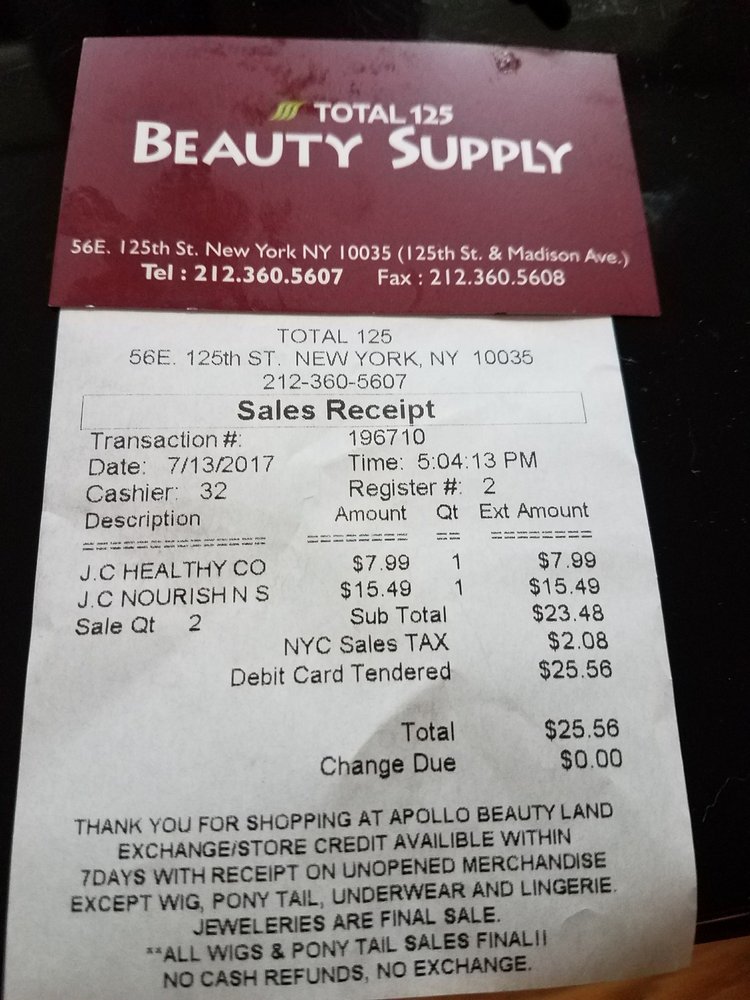 TOTAL 125
BEAUTY SUPPLY
56E. 125th St. New York NY 10035 (125th St. & Madison Ave.)
Tel : 212.360.5607 Fax : 212.360.5608
TOTAL 125
56E. 125th ST. NEW YORK, NY 10035
212-360-5607
Sales Receipt
Transaction #: 196710
Date: 7/13/2017 Time: 5:04:13 PM
Cashier: 32 Register #: 2
Description Amount Qt Ext Amount
J.C HEALTHY CO $7.99 1 $7.99
J.C NOURISH N S $15.49 1 $15.49
Sale Qt 2 Sub Total $23.48
NYC Sales TAX $2.08
Debit Card Tendered $25.56
Total $25.56
Change Due $0.00
THANK YOU FOR SHOPPING AT APOLLO BEAUTY LAND
EXCHANGE/STORE CREDIT AVAILIBLE WITHIN
7DAYS WITH RECEIPT ON UNOPENED MERCHANDISE
EXCEPT WIG, PONY TAIL, UNDERWEAR AND LINGERIE.
JEWELERIES ARE FINAL SALE.
**ALL WIGS & PONY TAIL SALES FINAL!!
NO CASH REFUNDS, NO EXCHANGE.